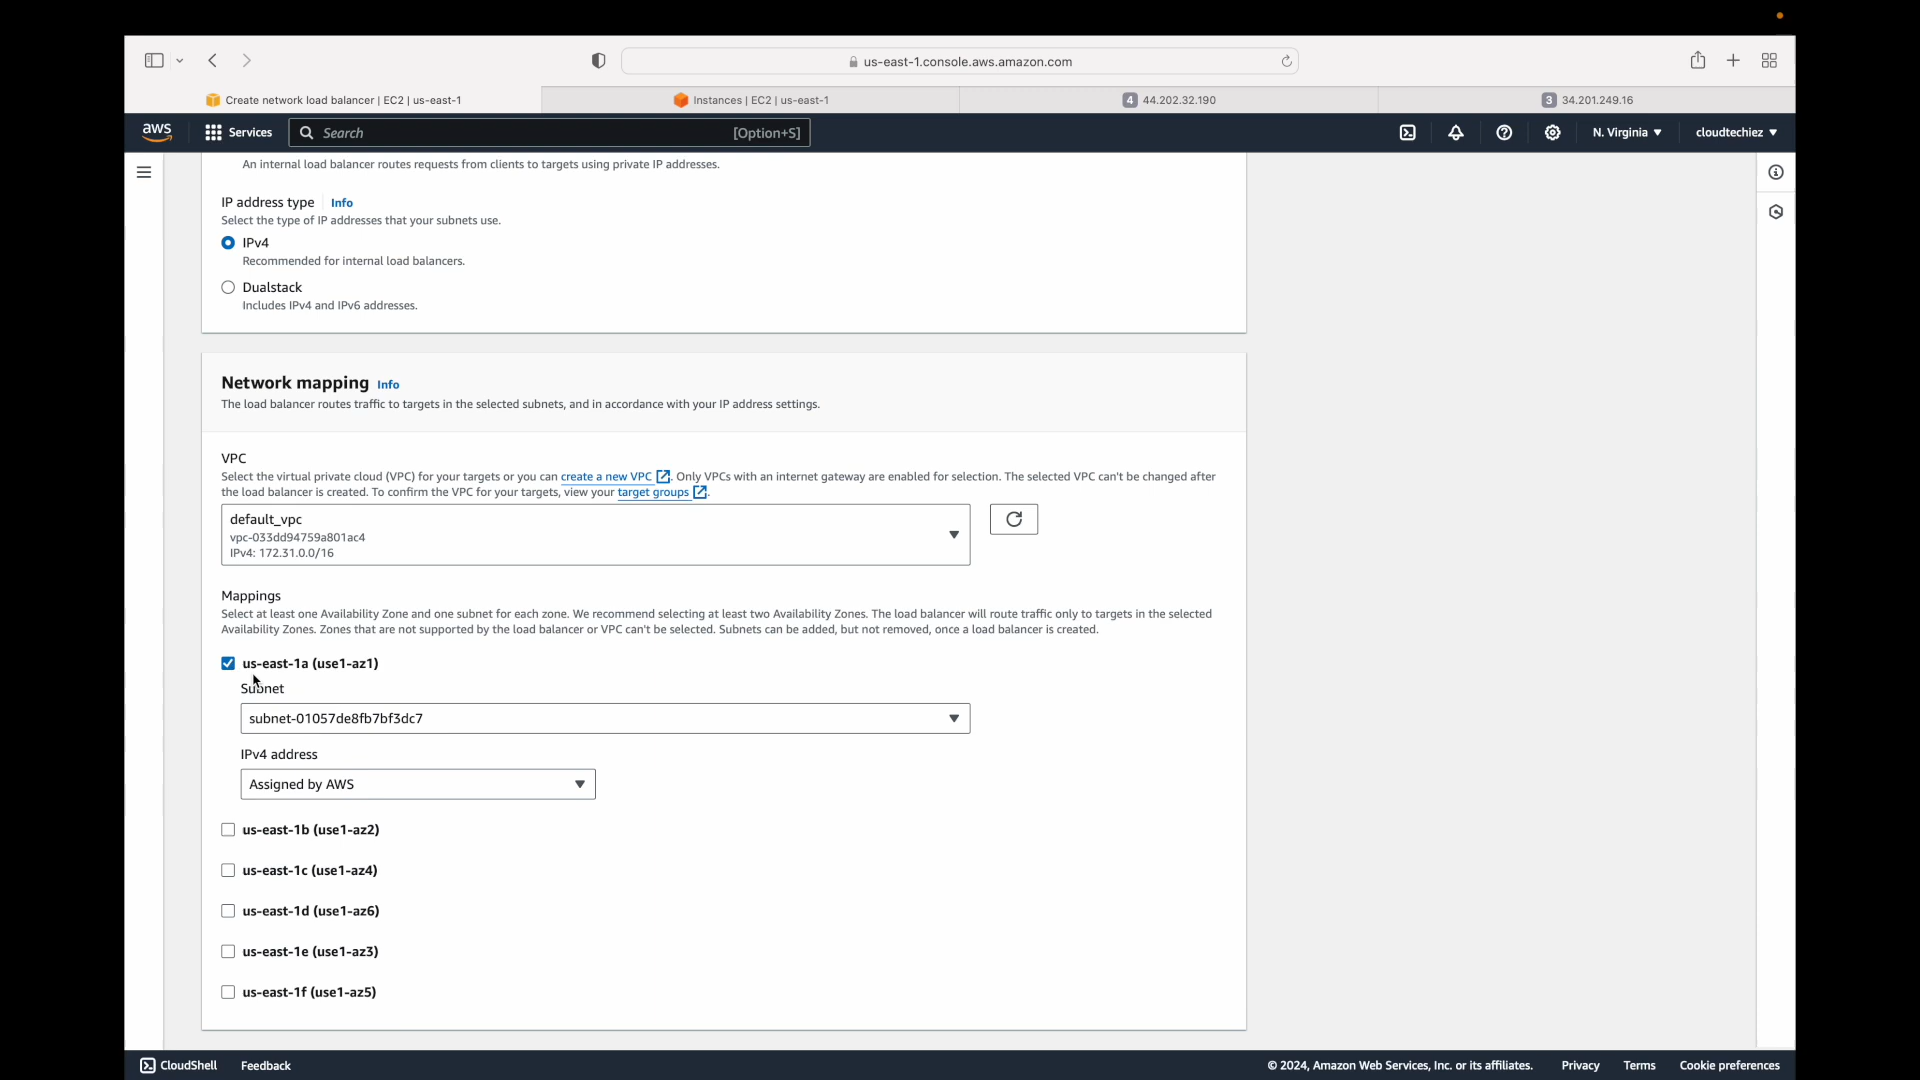 us-east-1.console.aws.amazon.com
Create network load balancer | EC2 | us-east-1
Instances | EC2 | us-east-1
4 44.202.32.190
3 34.201.249.16
aws
Services
Search
[Option+S]
N. Virginia
cloudtechiez
An internal load balancer routes requests from clients to targets using private IP addresses.
IP address type
Info
Select the type of IP addresses that your subnets use.
IPv4
Recommended for internal load balancers.
Dualstack
Includes IPv4 and IPv6 addresses.
Network mapping Info
The load balancer routes traffic to targets in the selected subnets, and in accordance with your IP address settings.
VPC
Select the virtual private cloud (VPC) for your targets or you can create a new VPC. Only VPCs with an internet gateway are enabled for selection. The selected VPC can't be changed after
the load balancer is created. To confirm the VPC for your targets, view your target groups.
default_vpc
vpc-033dd94759a801ac4
IPv4: 172.31.0.0/16
Mappings
Select at least one Availability Zone and one subnet for each zone. We recommend selecting at least two Availability Zones. The load balancer will route traffic only to targets in the selected
Availability Zones. Zones that are not supported by the load balancer or VPC can't be selected. Subnets can be added, but not removed, once a load balancer is created.
us-east-1a (use1-az1)
Subnet
subnet-01057de8fb7bf3dc7
IPv4 address
Assigned by AWS
us-east-1b (use1-az2)
us-east-1c (use1-az4)
us-east-1d (use1-az6)
us-east-1e (use1-az3)
us-east-1f (use1-az5)
CloudShell
Feedback
© 2024, Amazon Web Services, Inc. or its affiliates.
Privacy
Terms
Cookie preferences